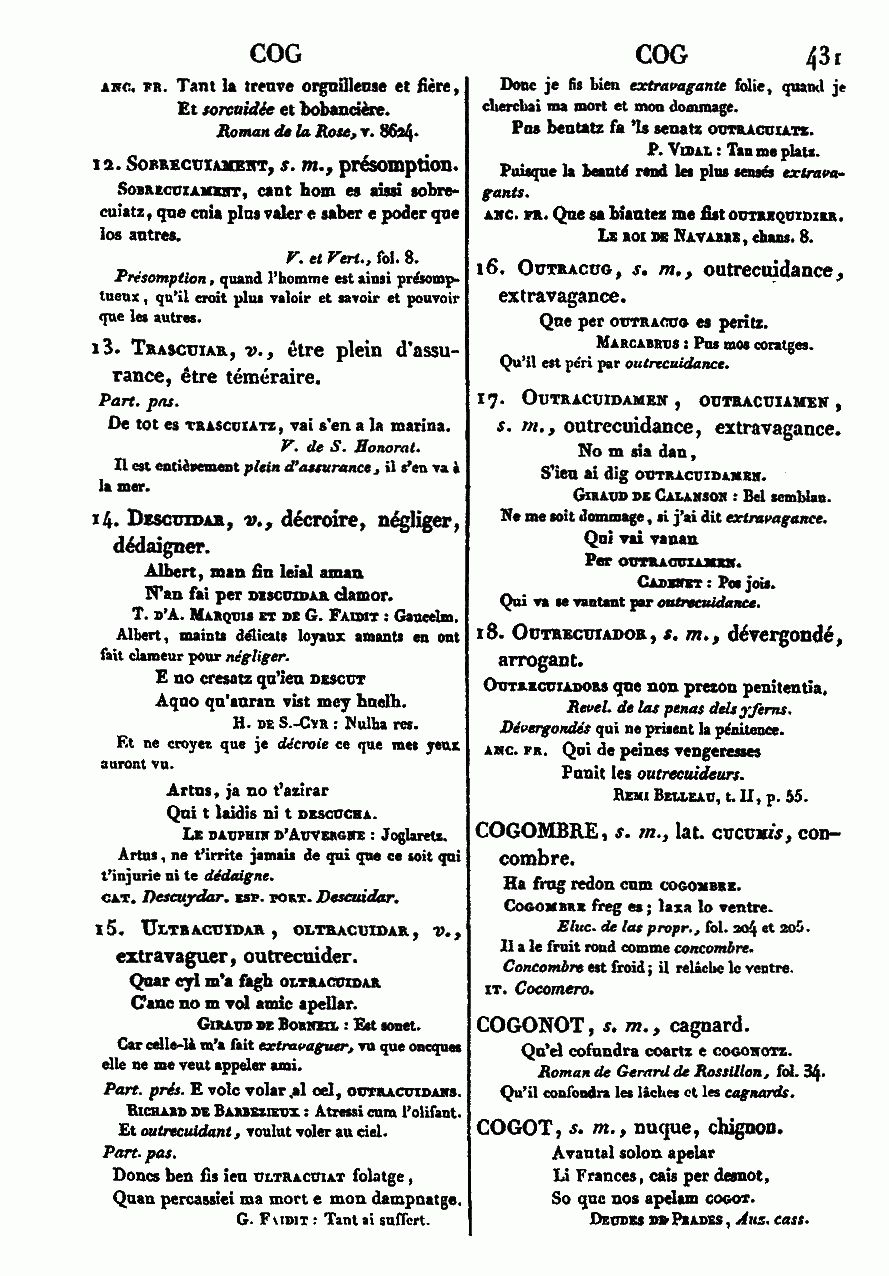 COG
ANC. FR. Tant la treuve orguilleuse et fière,
Et sorcuidée et bobancière.
Roman de la Rose, v. 8624.
12. SOBRECUIAMENT, s. m., présomption.
SOBRECUIAMENT, cant hom es aissi sobre-
cuiatz, que cuia plus valer e saber e poder que
los autres.
V. et Vert., fol. 8.
Présomption, quand l'homme est ainsi présomp-
tueux, qu'il croit plus valoir et savoir et pouvoir
que les autres.
13. TRASCUIAR, v., être plein d'assu-
rance, être téméraire.
Part. pas.
De tot es TRASCUIATZ, vai s'en a la marina.
V. de S. Honorat.
Il est entièrement plein d'assurance, il s'en va à
la mer.
14. DESCUIDAR, v., décroire, négliger,
dédaigner.
Albert, man fin leial aman
N'an fai per DESCUIDAR clamor.
T. D'A. MARQUIS ET DE G. FAIDIT : Gaucelm.
Albert, maints délicats loyaux amants en ont
fait clameur pour négliger.
E no cresatz qu'ieu DESCUT
Aquo qu'auran vist mey huelh.
H. DE S.-CYR : Nulha res.
Et ne croyez que je décroie ce que mes yeux
auront vu.
Artus, ja no t'azirar
Qui t laidis ni t DESCUCHA.
LE DAUPHIN D'AUVERGNE : Joglaretz.
Artus, ne t'irrite jamais de qui que ce soit qui
t'injurie ni te dédaigne.
CAT. Descuydar. ESP. PORT. Descuidar.
15. ULTRACUIDAR, OLTRACUIDAR, v.,
extravaguer, outrecuider.
Quar cyl m'a fagh OLTRACUIDAR
C'anc no m vol amic apellar.
GIRAUD DE BORNEIL : Est sonet.
Car celle-là m'a fait extravaguer, vu que oncques
elle ne me veut appeler ami.
Part. prés. E volc volar al cel, OUTRACUIDANS.
RICHARD DE BARBEZIEUX : Atressi cum l'olifant.
Et outrecuidant, voulut voler au ciel.
Part. pas.
Doncs ben fis ieu ULTRACUIAT folatge,
Quan percassiei ma mort e mon dampnatge.
G. FAIDIT : Tant ai suffert.
COG 431
Donc je fis bien extravagante folie, quand je
cherchai ma mort et mon dommage.
Pus beutatz fa 'ls senatz OUTRACUIATZ.
P. VIDAL : Tan me platz.
Puisque la beauté rend les plus sensés extrava-
gants.
ANC. FR. Que sa biautez me fist OUTREQUIDIER.
LE ROI DE NAVARRE, chans. 8.
16. OUTRACUG, s. m., outrecuidance,
extravagance.
Que per OUTRACUG es peritz.
MARCABRUS : Pus mos coratges.
Qu'il est péri par outrecuidance.
17. OUTRACUIDAMEN, OUTRACUIAMEN,
s. m., outrecuidance, extravagance.
No m sia dan,
S'ieu ai dig OUTRACUIDAMEN.
GIRAUD DE CALANSON : Bel semblan.
Ne me soit dommage, si j'ai dit extravagance.
Qui vai vanan
Per OUTRACUIAMEN.
CADENET : Pos jois.
Qui va se vantant par outrecuidance.
18. OUTRECUIADOR, s. m., dévergondé,
arrogant.
OUTRECUIADORS que non prezon penitentia.
Revel. de las penas dels yferns.
Dévergondés qui ne prisent la pénitence.
ANC. FR. Qui de peines vengeresses
Punit les outrecuideurs.
REMI BELLEAU, t. II, p. 55.
COGOMBRE, s. m., lat. CUCUMIS, con-
combre.
Ha frug redon cum COGOMBRE.
COGOMBRE freg es; laxa lo ventre.
Eluc. de las propr., fol. 204 et 205.
Il a le fruit rond comme concombre.
Concombre est froid; il relâche le ventre.
IT. Cocomero.
COGONOT, s. m., cagnard.
Qu'el cofundra coartz e COGONOTZ.
Roman de Gerard de Rossillon, fol. 34.
Qu'il confondra les lâches et les cagnards.
COGOT, s. m., nuque, chignon.
Avantal solon apelar
Li Frances, cais per desnot,
So que nos apelam COGOT.
DEUDES DE PRADES, Auz. cass.